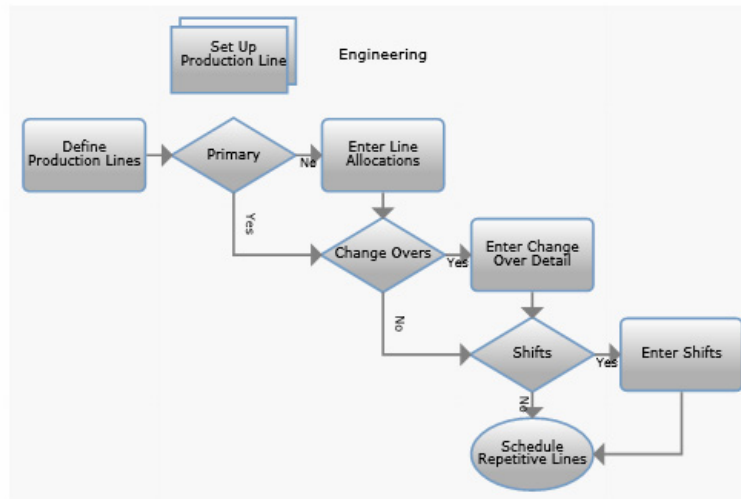 Set Up
Production Line
Engineering
Define
Production Lines
Primary
No
Enter Line
Allocations
Yes
Change Overs
Yes
Enter Change
Over Detail
No
Shifts
Yes
Enter Shifts
No
Schedule
Repetitive Lines